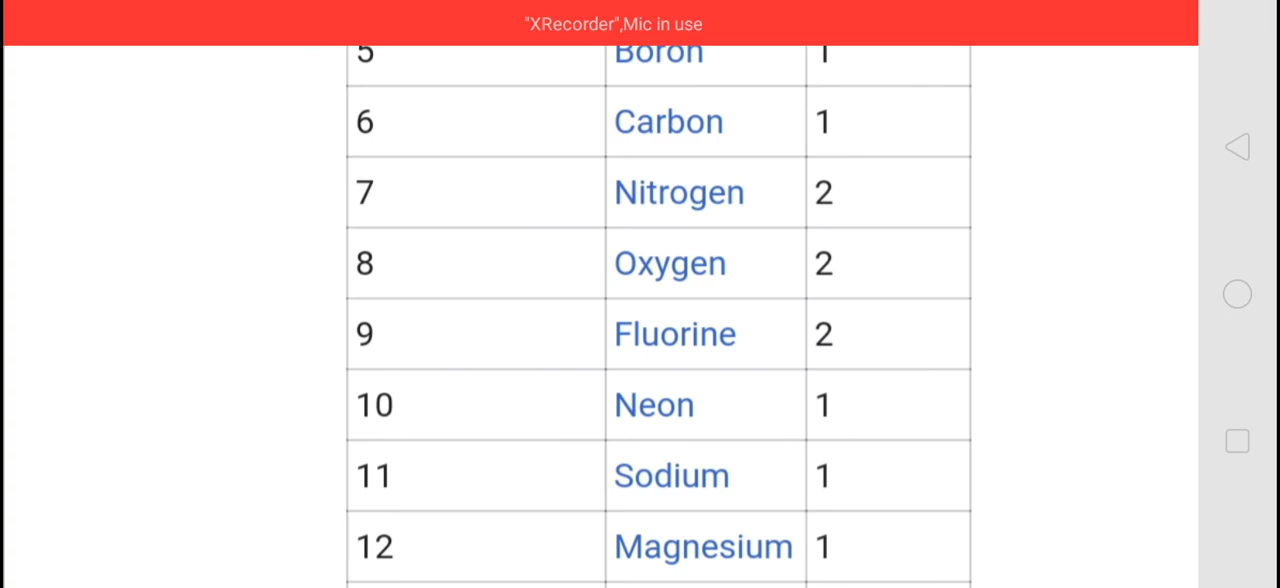 "XRecorder",Mic in use
5 Boron 1
6 Carbon 1
7 Nitrogen 2
8 Oxygen 2
9 Fluorine 2
10 Neon 1
11 Sodium 1
12 Magnesium 1